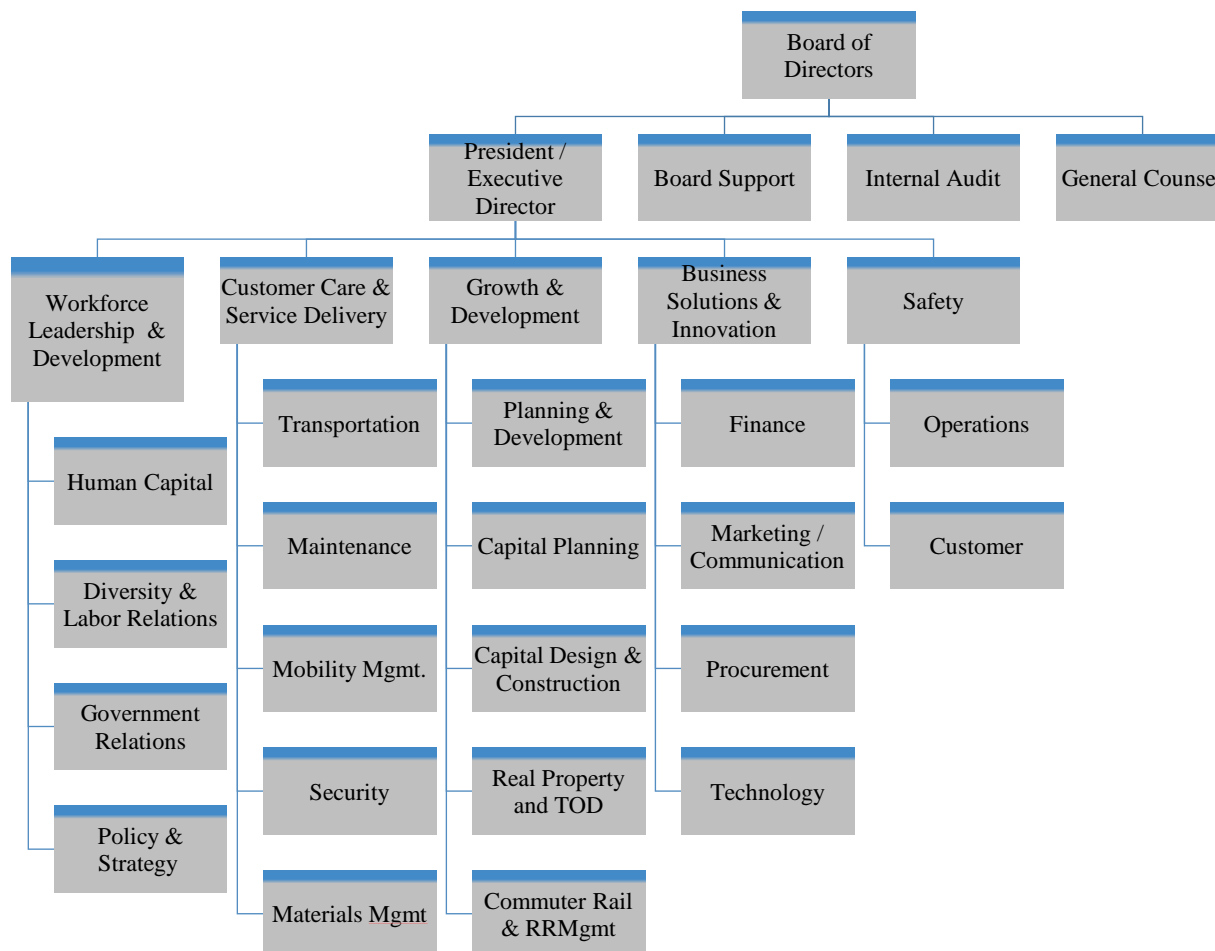 Board of
Directors
President /
Executive
Director
Board Support
Internal Audit
General Counse
Workforce
Leadership & 
Development
Customer Care &
Service Delivery
Growth &
Development
Business
Solutions &
Innovation
Safety
Human Capital
Diversity &
Labor Relations
Government
Relations
Policy &
Strategy
Transportation
Maintenance
Mobility Mgmt.
Security
Materials Mgmt
Planning &
Development
Capital Planning
Capital Design &
Construction
Real Property
and TOD
Commuter Rail
& RRMgmt
Finance
Marketing /
Communication
Procurement
Technology
Operations
Customer